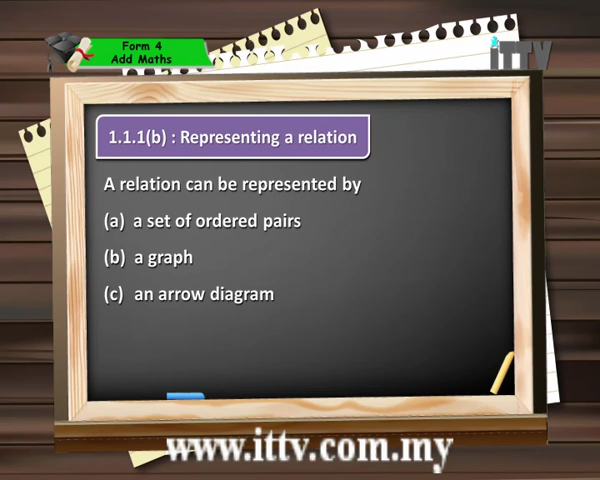 Form 4
Add Maths
iTTV
1.1.1(b) : Representing a relation
A relation can be represented by
(a) a set of ordered pairs
(b) a graph
(c) an arrow diagram
www.ittv.com.my